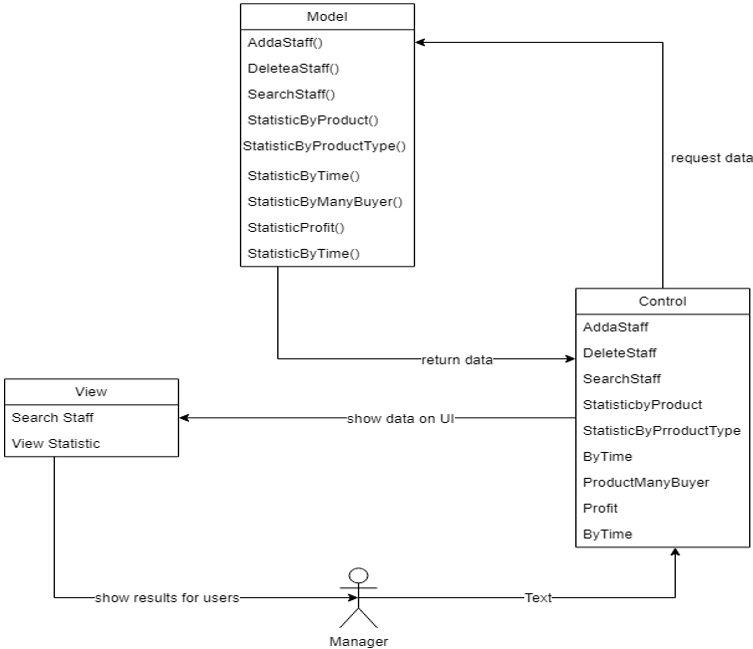 Model
AddaStaff()
DeleteaStaff()
SearchStaff()
StatisticByProduct()
StatisticByProductType()
StatisticByTime()
StatisticByManyBuyer()
StatisticProfit()
StatisticByTime()
request data
Control
AddaStaff
DeleteStaff
SearchStaff
StatisticbyProduct
StatisticByPrroductType
ByTime
ProductManyBuyer
Profit
ByTime
return data
View
Search Staff
View Statistic
show data on UI
show results for users
Text
Manager